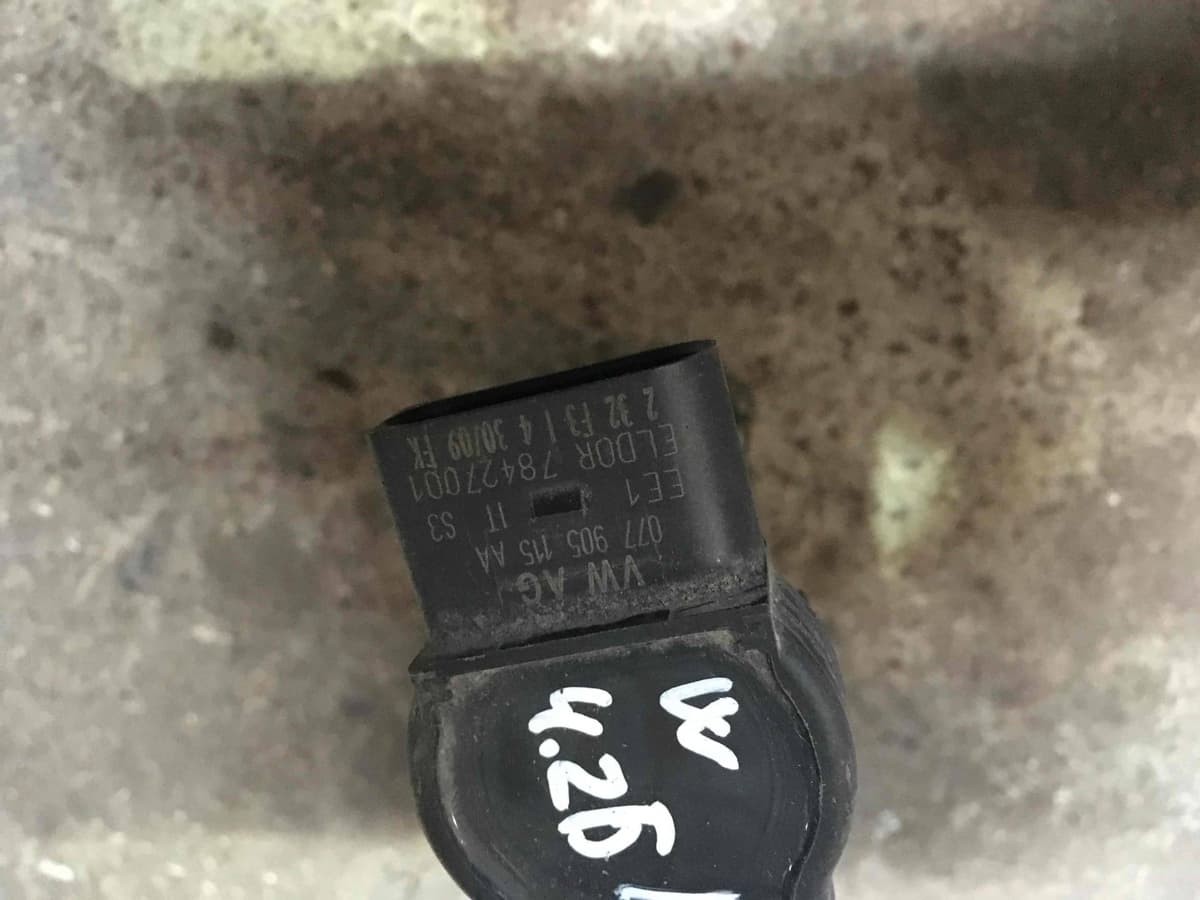 VW AG
077 905 115 AA
EE1 IT S3
ELDOR 78427001
2 32 F3 1 4 30/09 FK
4.2б